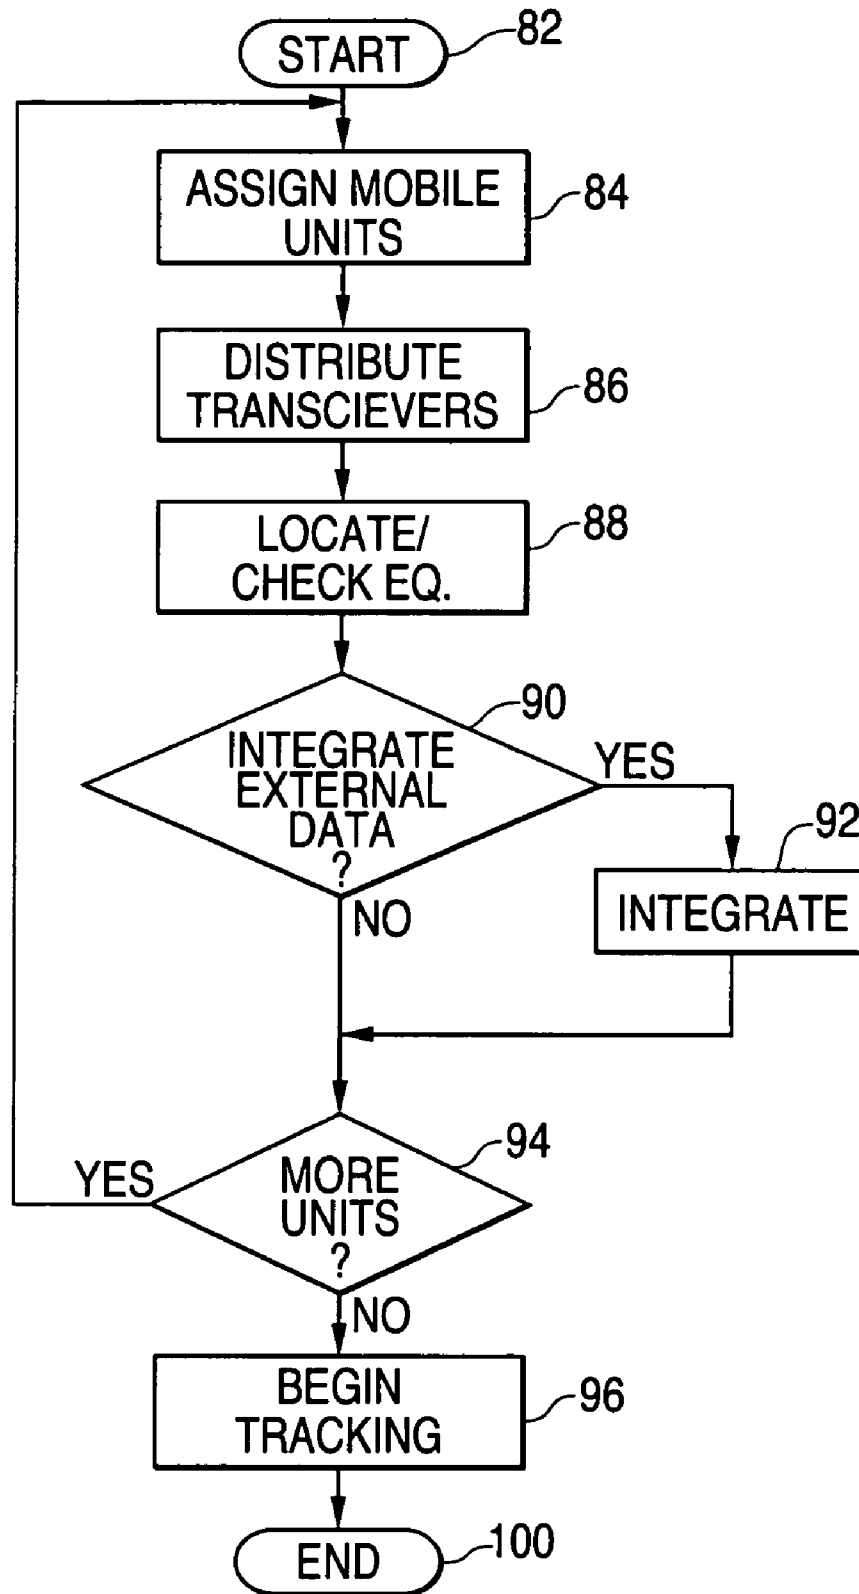 START
82
ASSIGN MOBILE
UNITS
84
DISTRIBUTE
TRANSCIEVERS
86
LOCATE/
CHECK EQ.
88
90
INTEGRATE
EXTERNAL
DATA
?
YES
92
INTEGRATE
NO
94
YES
MORE
UNITS
?
NO
BEGIN
TRACKING
96
END
100